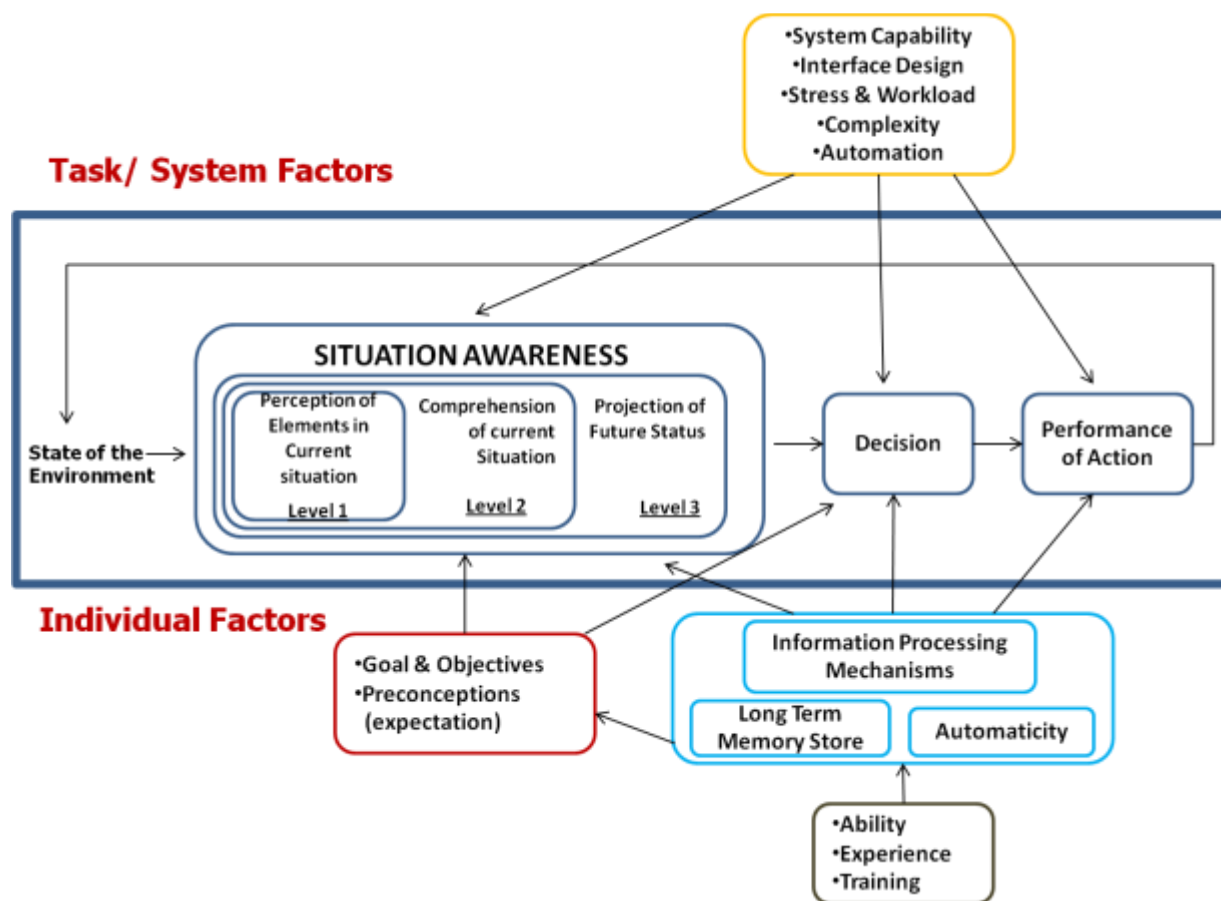 •System Capability
•Interface Design
•Stress & Workload
•Complexity
•Automation
Task/ System Factors
SITUATION AWARENESS
Perception of
Elements in
Current
situation
Level 1
Comprehension
of current
Situation
Level 2
Projection of
Future Status
Level 3
State of the
Environment
Decision
Performance
of Action
Individual Factors
•Goal & Objectives
•Preconceptions
(expectation)
Information Processing
Mechanisms
Long Term
Memory Store
Automaticity
•Ability
•Experience
•Training